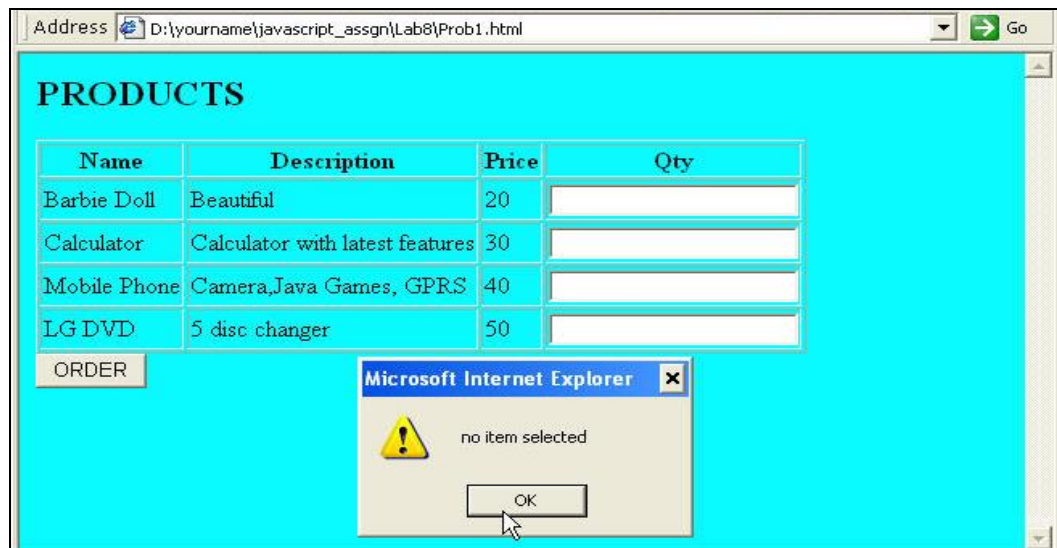 Address D:\yourname\javascript_assgn\Lab8\Prob1.html Go
PRODUCTS
Name Description Price Qty
Barbie Doll Beautiful 20
Calculator Calculator with latest features 30
Mobile Phone Camera,Java Games, GPRS 40
LG DVD 5 disc changer 50
ORDER
Microsoft Internet Explorer
no item selected
OK